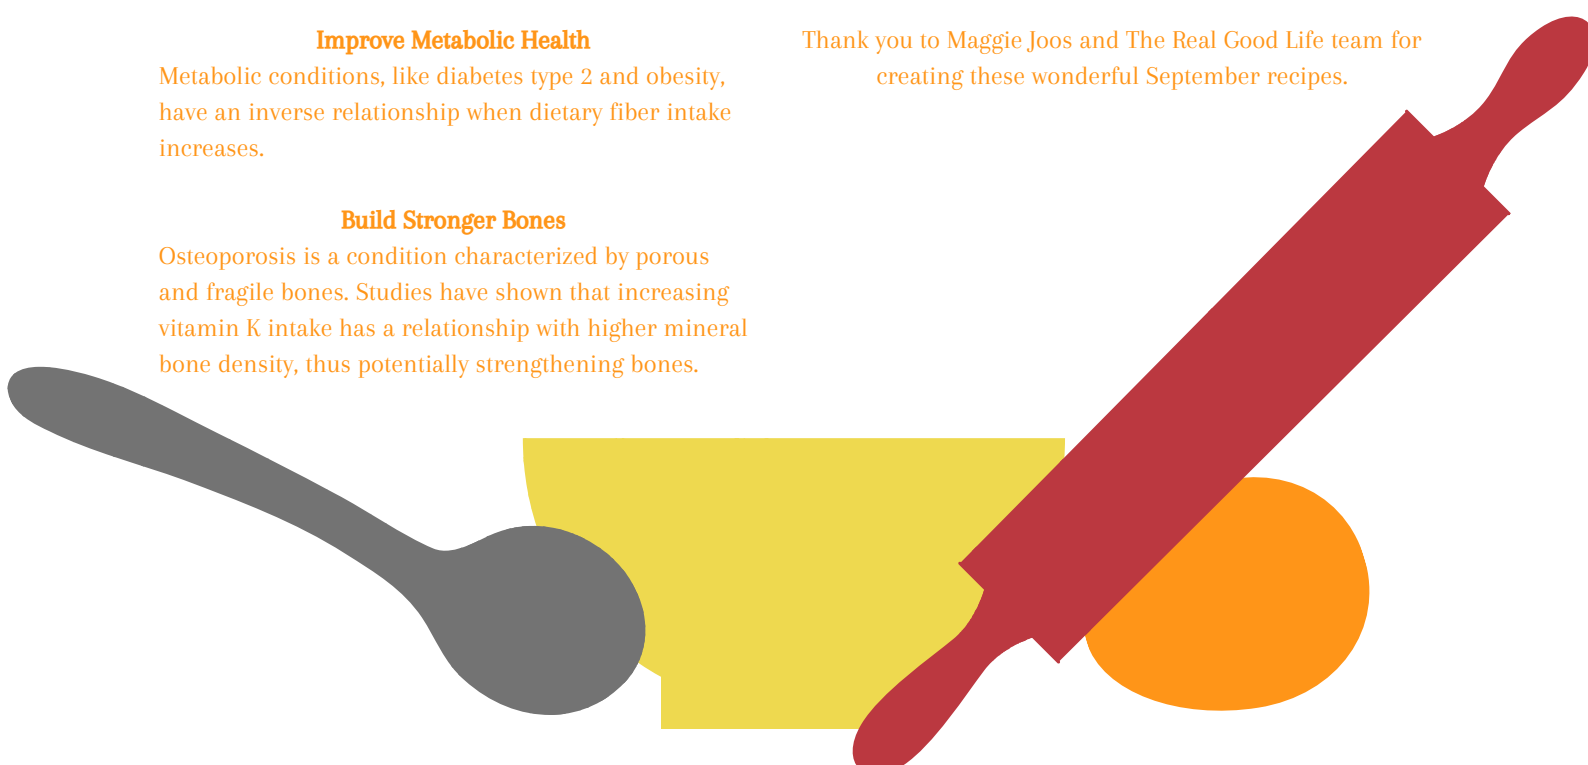 Improve Metabolic Health
Metabolic conditions, like diabetes type 2 and obesity,
have an inverse relationship when dietary fiber intake
increases.
Build Stronger Bones
Osteoporosis is a condition characterized by porous
and fragile bones. Studies have shown that increasing
vitamin K intake has a relationship with higher mineral
bone density, thus potentially strengthening bones.
Thank you to Maggie Joos and The Real Good Life team for
creating these wonderful September recipes.